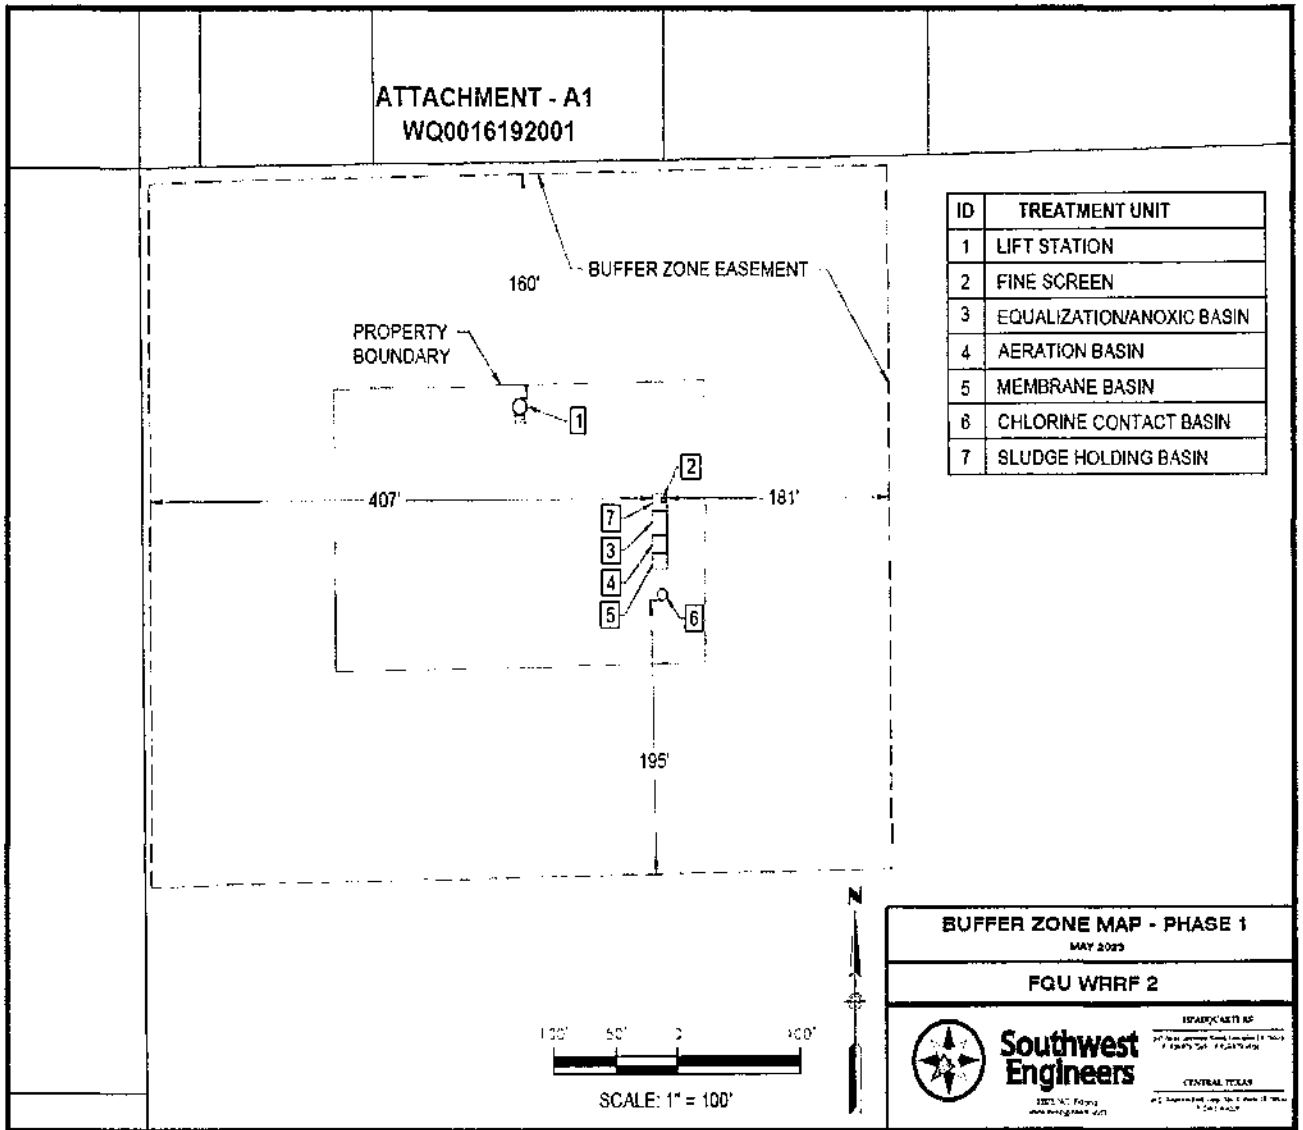 ATTACHMENT - A1
WQ0016192001
ID TREATMENT UNIT
1 LIFT STATION
2 FINE SCREEN
3 EQUALIZATION/ANOXIC BASIN
4 AERATION BASIN
5 MEMBRANE BASIN
6 CHLORINE CONTACT BASIN
7 SLUDGE HOLDING BASIN
BUFFER ZONE EASEMENT
160'
PROPERTY
BOUNDARY
1
2
407'
181'
7
3
4
5
6
195'
N
100' 50' 0 100'
SCALE: 1" = 100'
BUFFER ZONE MAP - PHASE 1
MAY 2023
FQU WRRF 2
Southwest
Engineers
HEADQUARTERS
CENTRAL TEXAS